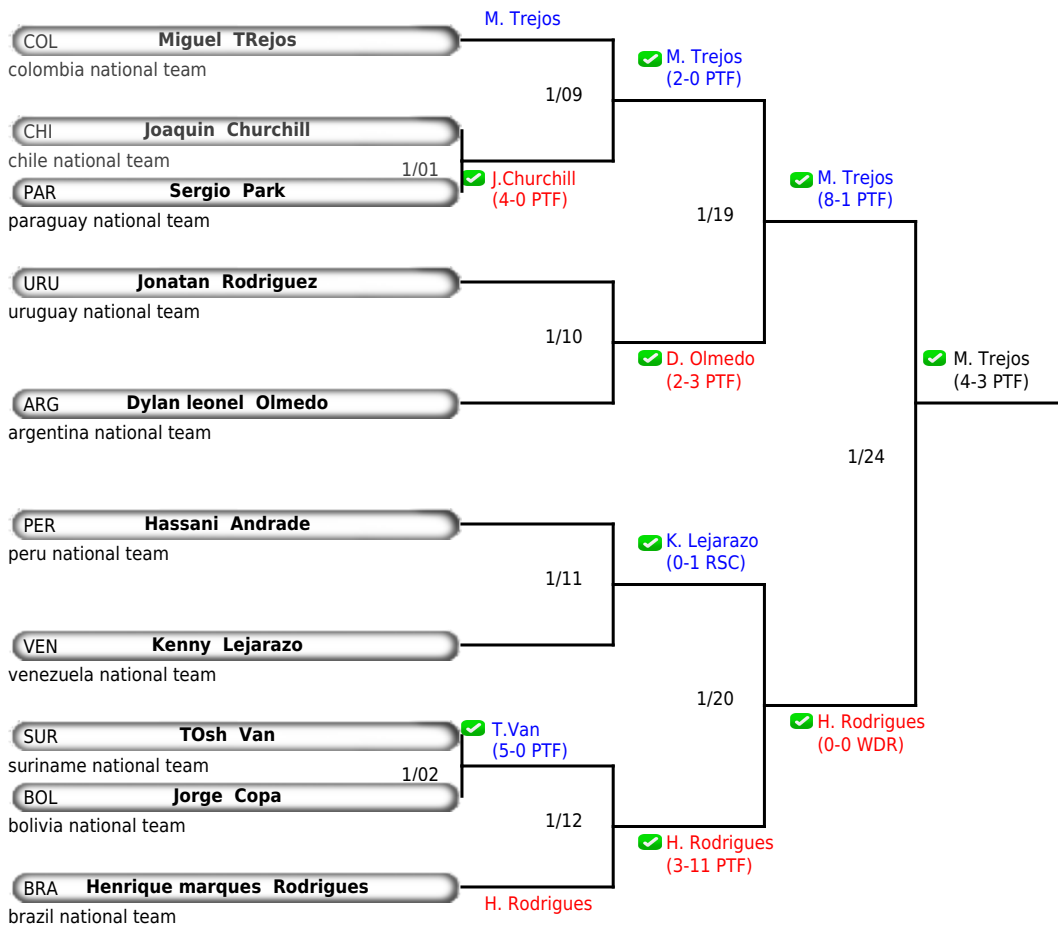 M. Trejos
COL Miguel TRejos
colombia national team
M. Trejos
(2-0 PTF)
1/09
CHI Joaquin Churchill
chile national team
1/01
J.Churchill
(4-0 PTF)
PAR Sergio Park
paraguay national team
M. Trejos
(8-1 PTF)
1/19
URU Jonatan Rodriguez
uruguay national team
1/10
D. Olmedo
(2-3 PTF)
M. Trejos
(4-3 PTF)
ARG Dylan leonel Olmedo
argentina national team
1/24
PER Hassani Andrade
peru national team
K. Lejarazo
(0-1 RSC)
1/11
VEN Kenny Lejarazo
venezuela national team
1/20
H. Rodrigues
(0-0 WDR)
SUR TOsh Van
suriname national team
T.Van
(5-0 PTF)
1/02
BOL Jorge Copa
bolivia national team
1/12
H. Rodrigues
(3-11 PTF)
BRA Henrique marques Rodrigues
brazil national team
H. Rodrigues